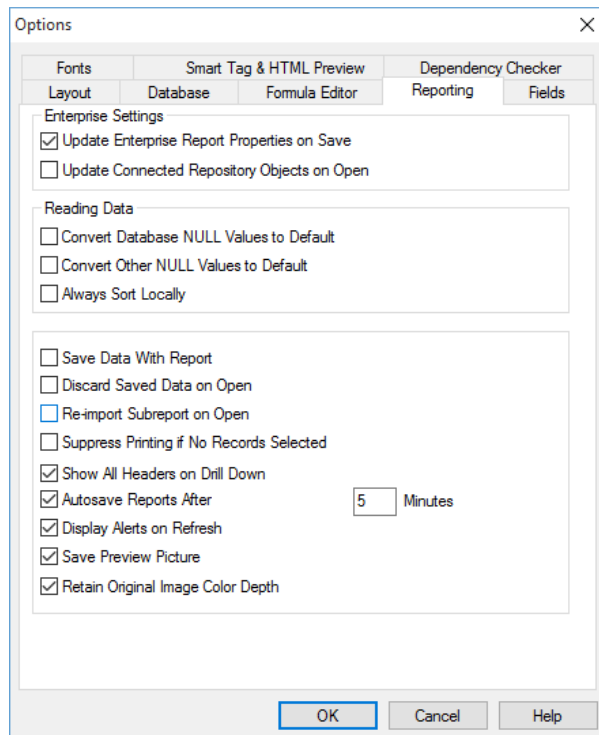 Options
Fonts Smart Tag & HTML Preview Dependency Checker
Layout Database Formula Editor Reporting Fields
Enterprise Settings
Update Enterprise Report Properties on Save
Update Connected Repository Objects on Open
Reading Data
Convert Database NULL Values to Default
Convert Other NULL Values to Default
Always Sort Locally
Save Data With Report
Discard Saved Data on Open
Re-import Subreport on Open
Suppress Printing if No Records Selected
Show All Headers on Drill Down
Autosave Reports After 5 Minutes
Display Alerts on Refresh
Save Preview Picture
Retain Original Image Color Depth
OK Cancel Help